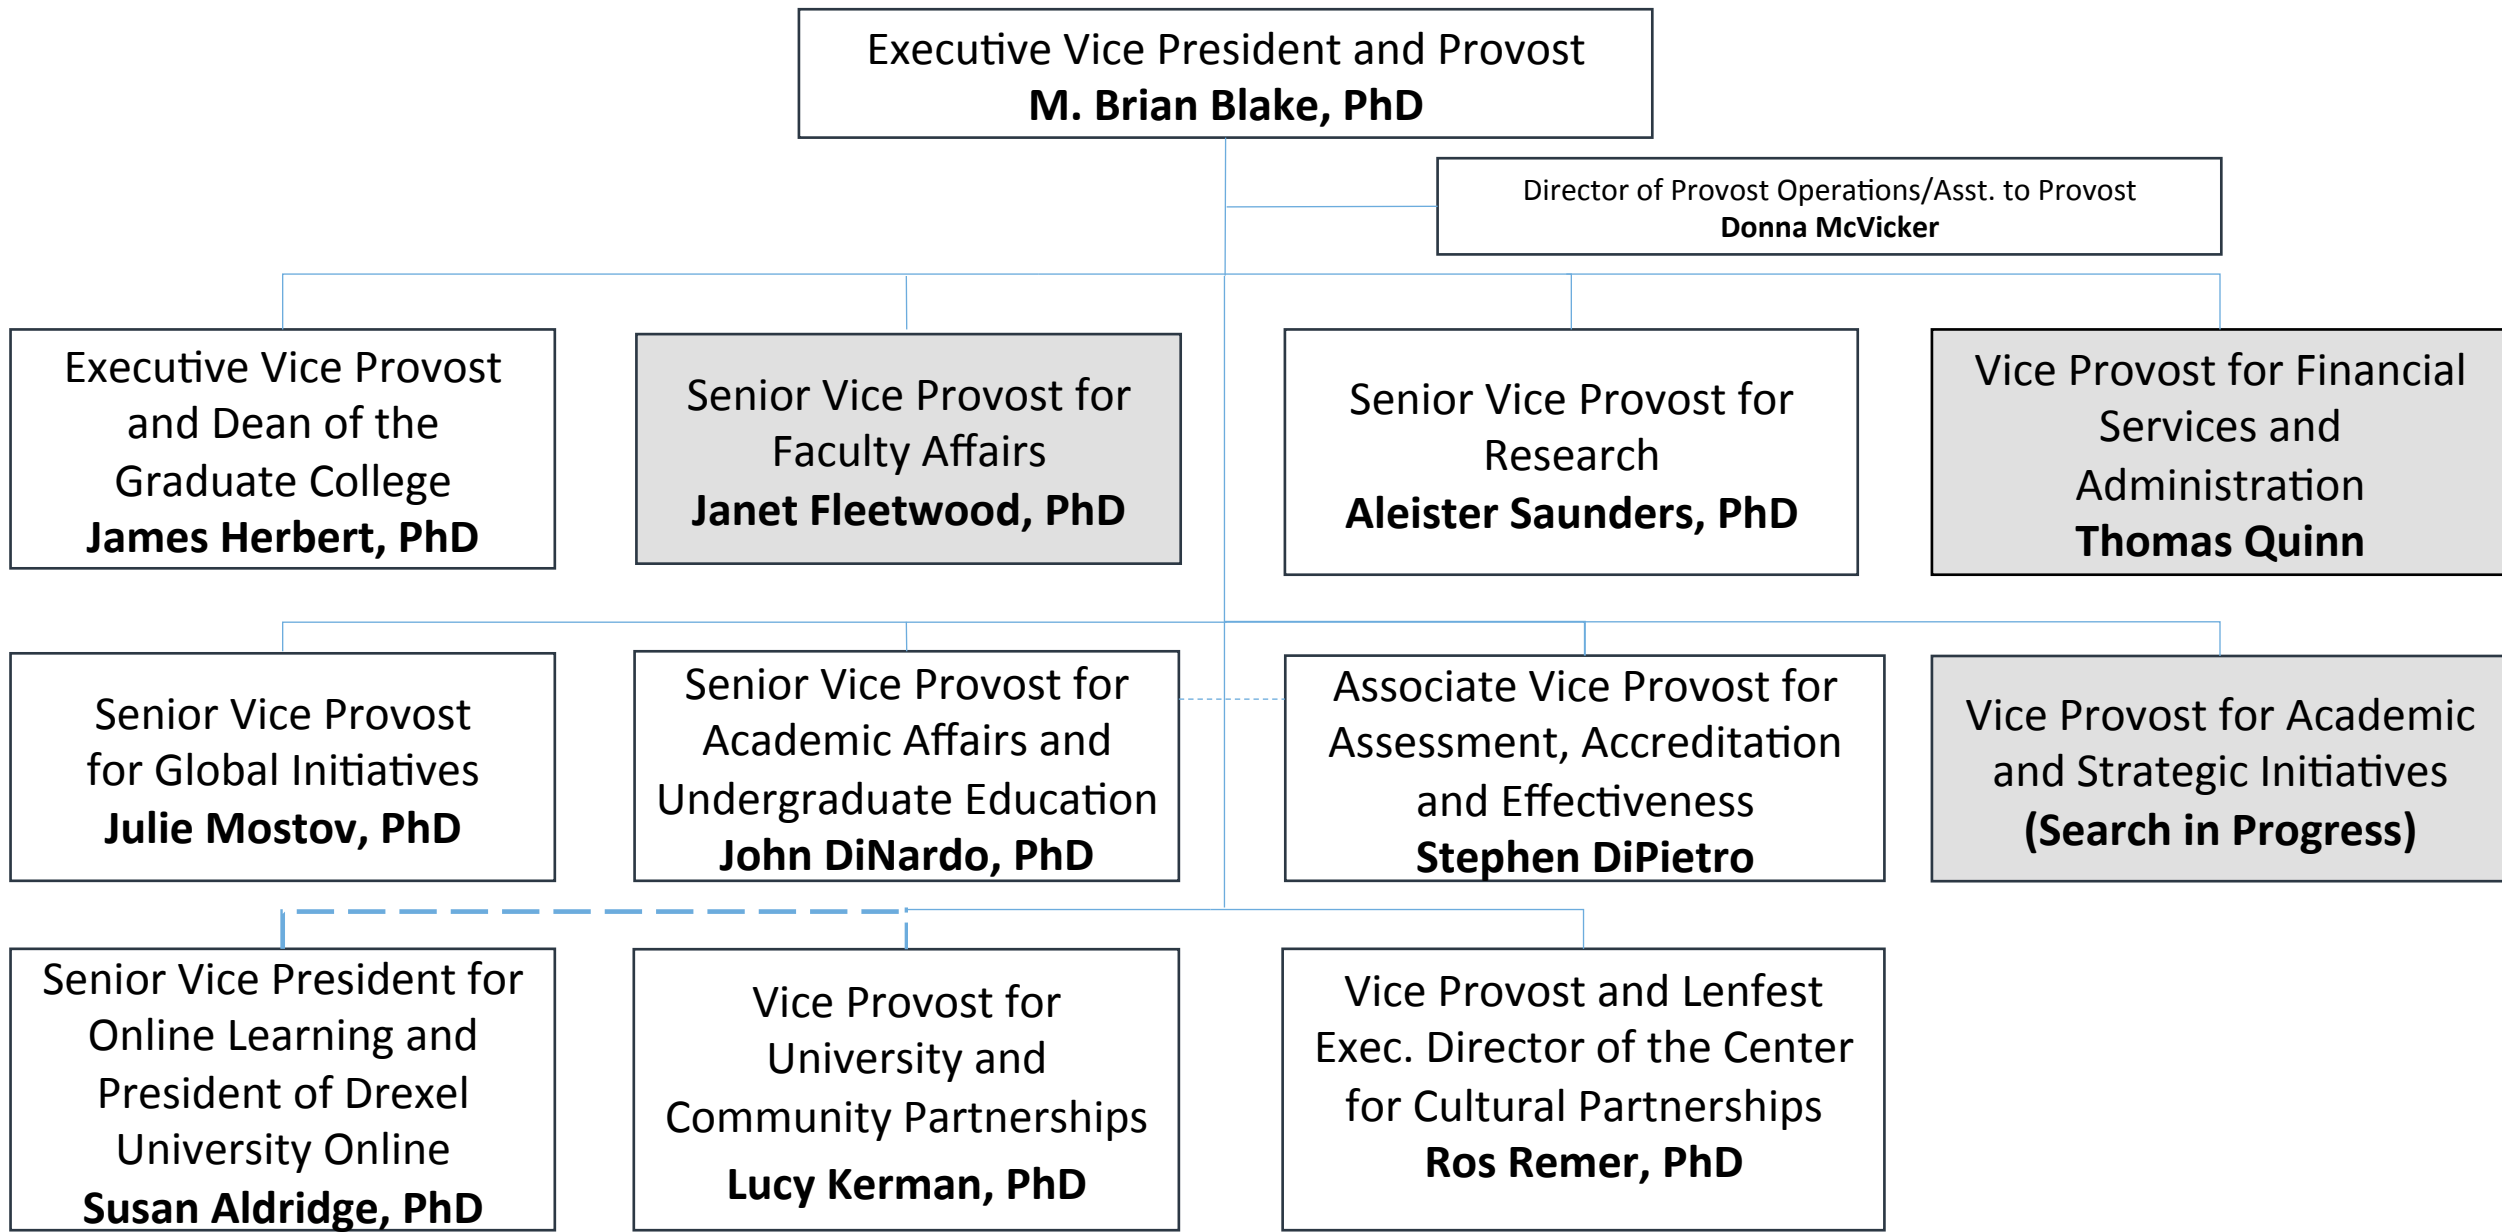 Executive Vice President and Provost
M. Brian Blake, PhD
Director of Provost Operations/Asst. to Provost
Donna McVicker
Executive Vice Provost
and Dean of the
Graduate College
James Herbert, PhD
Senior Vice Provost for
Faculty Affairs
Janet Fleetwood, PhD
Senior Vice Provost for
Research
Aleister Saunders, PhD
Vice Provost for Financial
Services and
Administration
Thomas Quinn
Senior Vice Provost
for Global Initiatives
Julie Mostov, PhD
Senior Vice Provost for
Academic Affairs and
Undergraduate Education
John DiNardo, PhD
Associate Vice Provost for
Assessment, Accreditation
and Effectiveness
Stephen DiPietro
Vice Provost for Academic
and Strategic Initiatives
(Search in Progress)
Senior Vice President for
Online Learning and
President of Drexel
University Online
Susan Aldridge, PhD
Vice Provost for
University and
Community Partnerships
Lucy Kerman, PhD
Vice Provost and Lenfest
Exec. Director of the Center
for Cultural Partnerships
Ros Remer, PhD